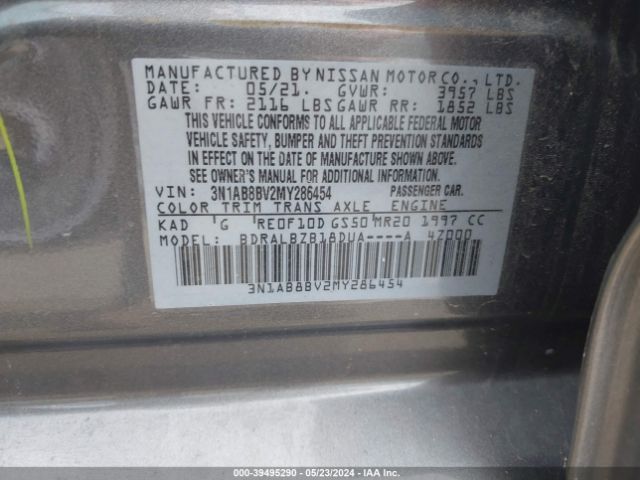 MANUFACTURED BY NISSAN MOTOR CO., LTD.
DATE: 05/21. GVWR: 3957 LBS
GAWR FR: 2116 LBS GAWR RR: 1852 LBS
THIS VEHICLE CONFORMS TO ALL APPLICABLE FEDERAL MOTOR
VEHICLE SAFETY, BUMPER AND THEFT PREVENTION STANDARDS
IN EFFECT ON THE DATE OF MANUFACTURE SHOWN ABOVE.
SEE OWNER'S MANUAL FOR ADDITIONAL INFORMATION.
VIN: 3N1AB8BV2MY286454 PASSENGER CAR.
COLOR TRIM TRANS AXLE ENGINE
KAD G RE0F10D GS50 MR20 1997 CC
MODEL: BDRALBZB18DUA----A 4Z000
3N1AB8BV2MY286454
000-39495290 - 05/23/2024 - IAA Inc.